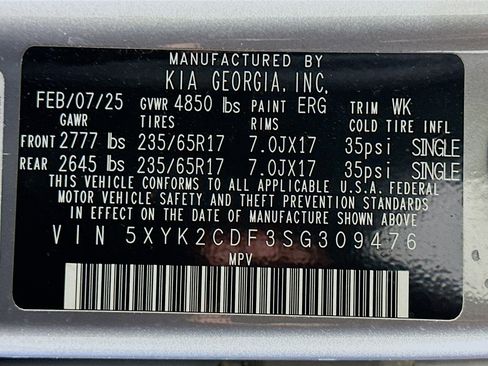 MANUFACTURED BY
KIA GEORGIA, INC.
FEB/07/25 GVWR 4850 lbs PAINT ERG TRIM WK
GAWR TIRES RIMS COLD TIRE INFL
FRONT 2777 lbs 235/65R17 7.0JX17 35psi SINGLE
REAR 2645 lbs 235/65R17 7.0JX17 35psi SINGLE
THIS VEHICLE CONFORMS TO ALL APPLICABLE U.S.A. FEDERAL
MOTOR VEHICLE SAFETY AND THEFT PREVENTION STANDARDS
IN EFFECT ON THE DATE OF MANUFACTURE SHOWN ABOVE.
VIN 5XYK2CDF3SG309476
MPV